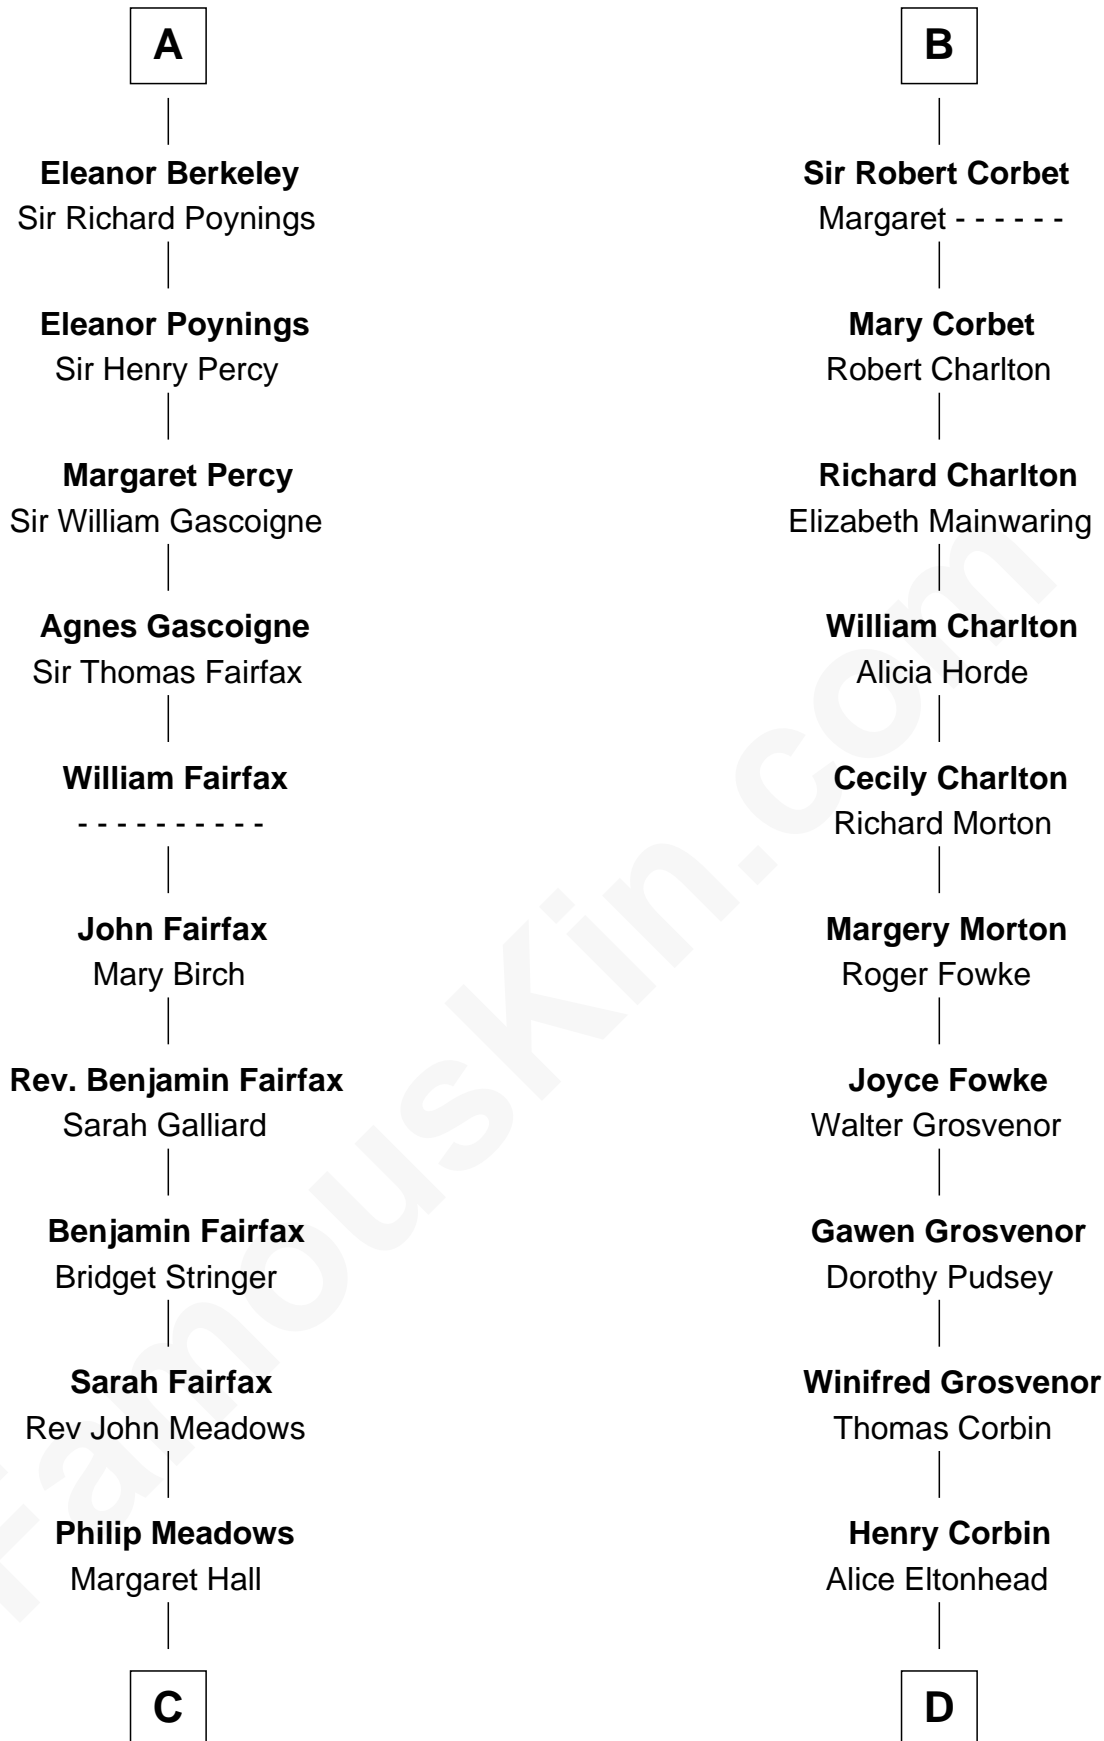 A
Eleanor Berkeley
Sir Richard Poynings
Eleanor Poynings
Sir Henry Percy
Margaret Percy
Sir William Gascoigne
Agnes Gascoigne
Sir Thomas Fairfax
William Fairfax
- - - - - - - - - -
John Fairfax
Mary Birch
Rev. Benjamin Fairfax
Sarah Galliard
Benjamin Fairfax
Bridget Stringer
Sarah Fairfax
Rev John Meadows
Philip Meadows
Margaret Hall
C
B
Sir Robert Corbet
Margaret - - - - - -
Mary Corbet
Robert Charlton
Richard Charlton
Elizabeth Mainwaring
William Charlton
Alicia Horde
Cecily Charlton
Richard Morton
Margery Morton
Roger Fowke
Joyce Fowke
Walter Grosvenor
Gawen Grosvenor
Dorothy Pudsey
Winifred Grosvenor
Thomas Corbin
Henry Corbin
Alice Eltonhead
D
FamousKin.com